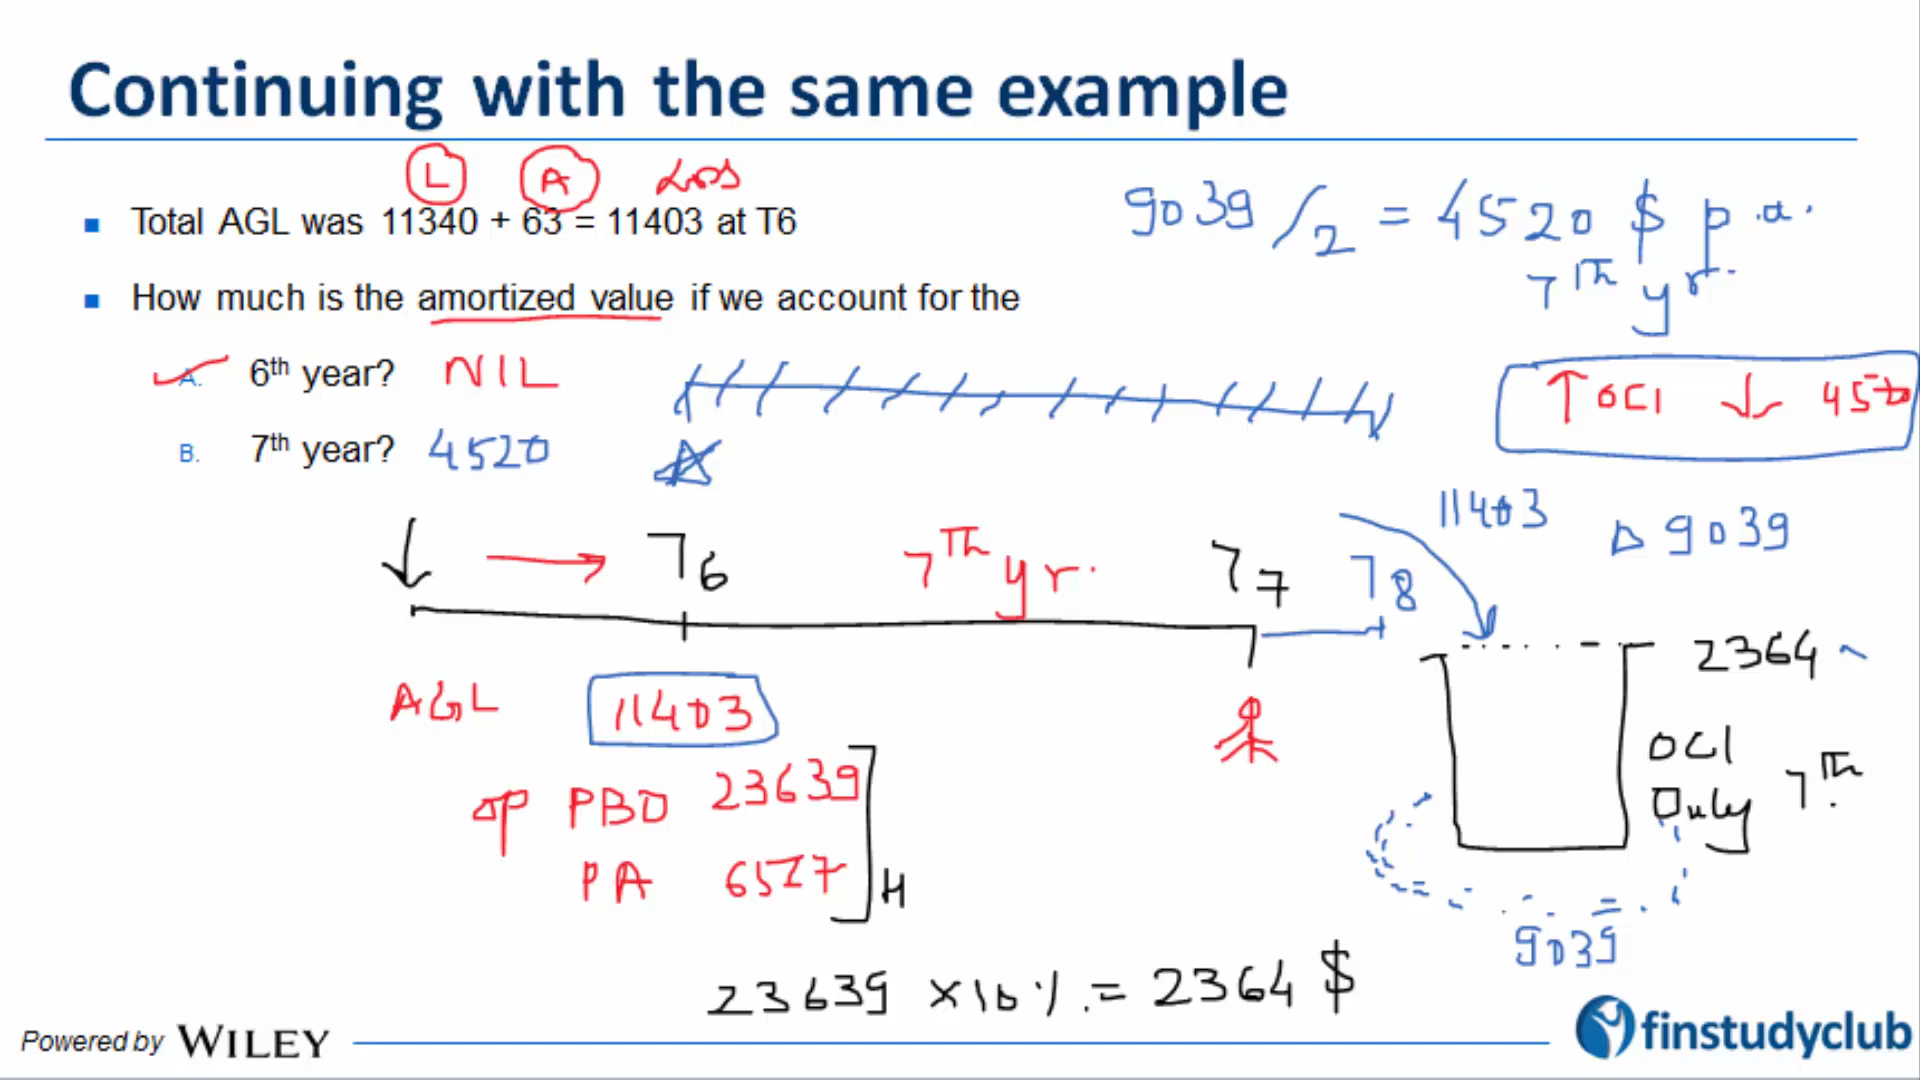 Continuing with the same example
L A Loss
Total AGL was 11340 + 63 = 11403 at T6
9039/2 = 4520 $ p.a.
7th yr.
How much is the amortized value if we account for the
A. 6th year? NIL
↑ OCI ↓ 4520
B. 7th year? 4520
11403 Δ 9039
T6 7th yr. T7 T8
2364
AGL 11403
OCI
Only 7th
op PBO 23639
PA 6517
H
9039
23639 × 10% = 2364 $
Powered by WILEY
finstudyclub